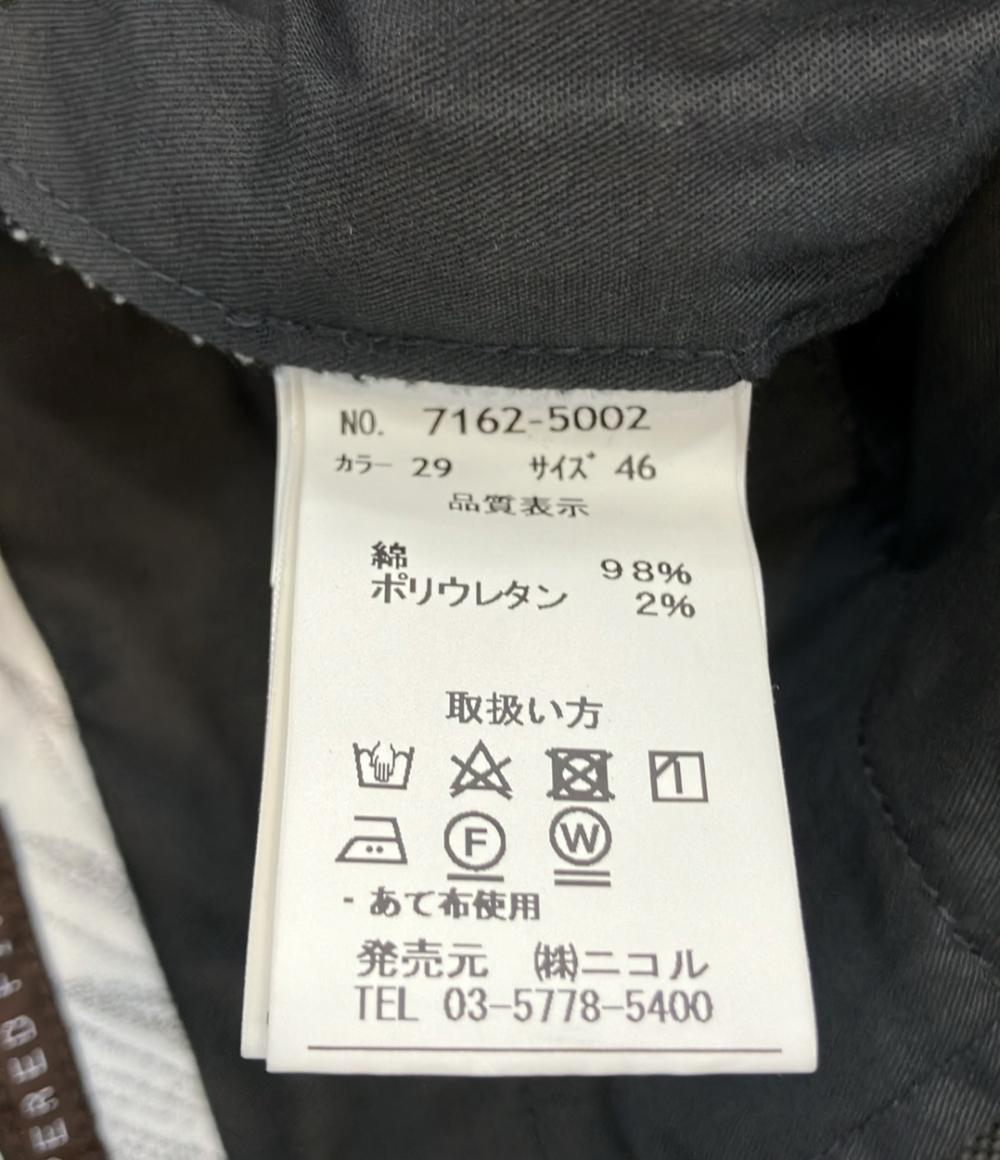 NO. 7162-5002
カラー 29 サイズ 46
品質表示
綿 98%
ポリウレタン 2%
取扱い方
F W
- あて布使用
発売元 ㈱ニコル
TEL 03-5778-5400
ERED